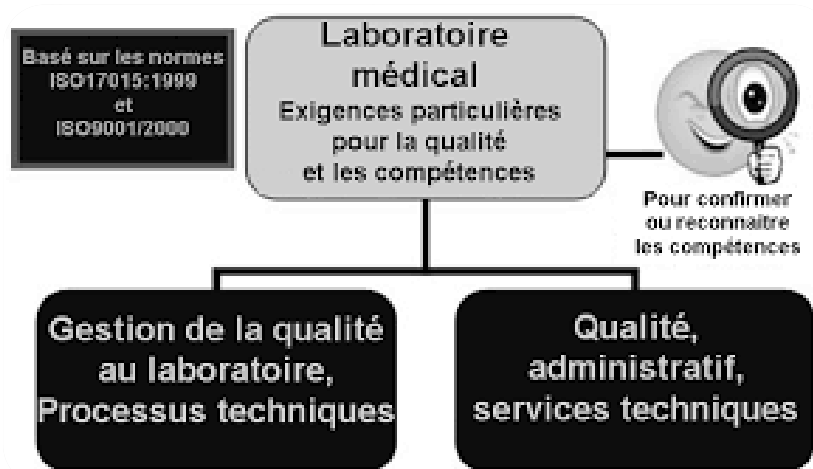 Basé sur les normes
ISO17015:1999
et
ISO9001/2000
Laboratoire
médical
Exigences particulières
pour la qualité
et les compétences
Pour confirmer
ou reconnaitre
les compétences
Gestion de la qualité
au laboratoire,
Processus techniques
Qualité,
administratif,
services techniques